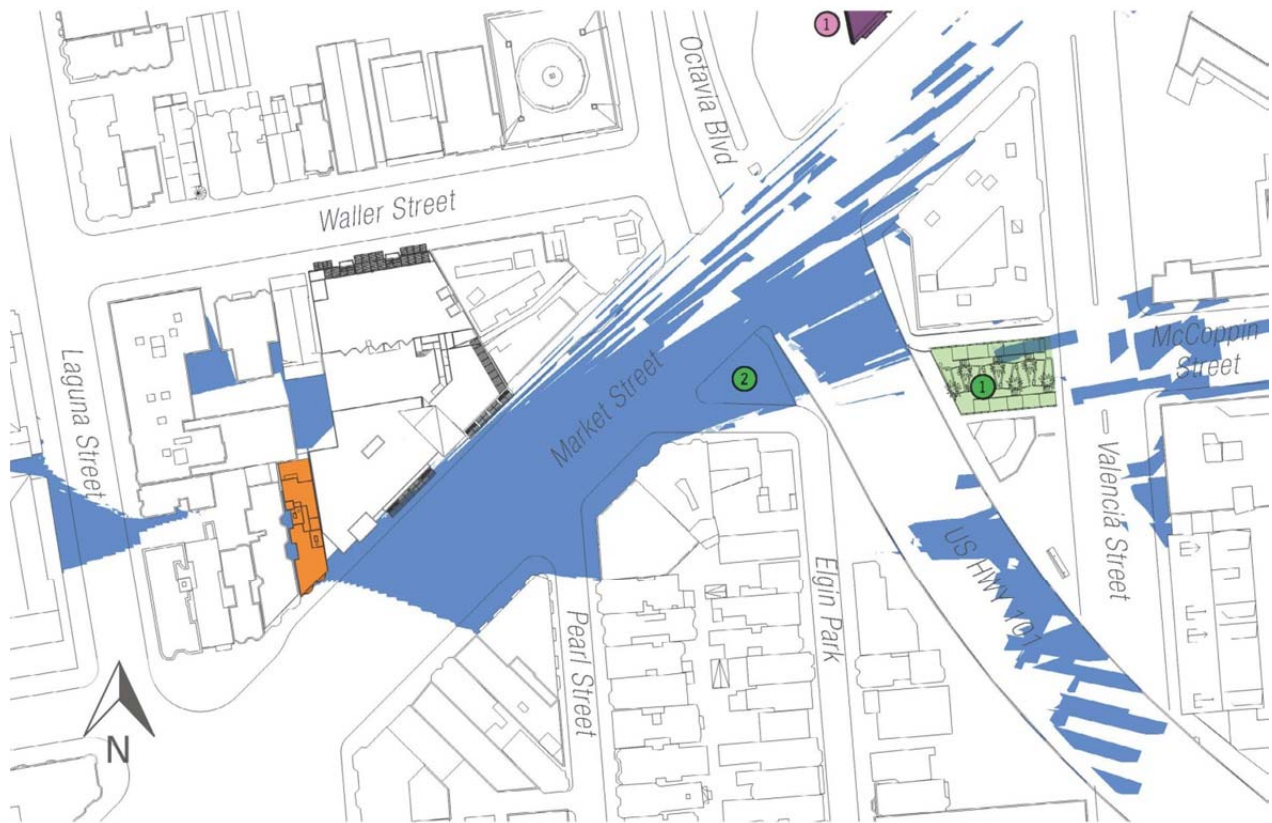 1
Octavia Blvd
Waller Street
Laguna Street
Market Street
2
1
McCoppin
Street
Valencia Street
US HWY 101
Elgin Park
Pearl Street
N